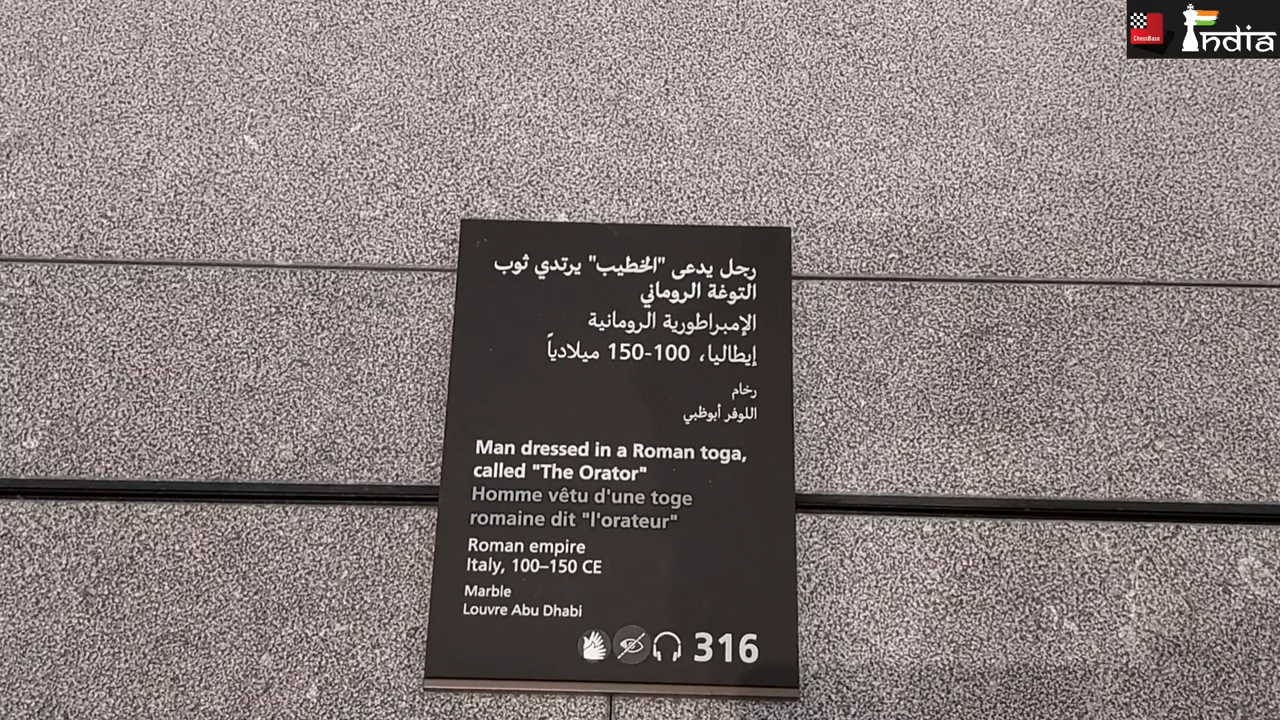 ChessBase
India
رجل يدعى "الخطيب" يرتدي ثوب
التوغة الروماني
الإمبراطورية الرومانية
إيطاليا، 100-150 ميلادياً
رخام
اللوفر أبوظبي
Man dressed in a Roman toga,
called "The Orator"
Homme vêtu d'une toge
romaine dit "l'orateur"
Roman empire
Italy, 100–150 CE
Marble
Louvre Abu Dhabi
316